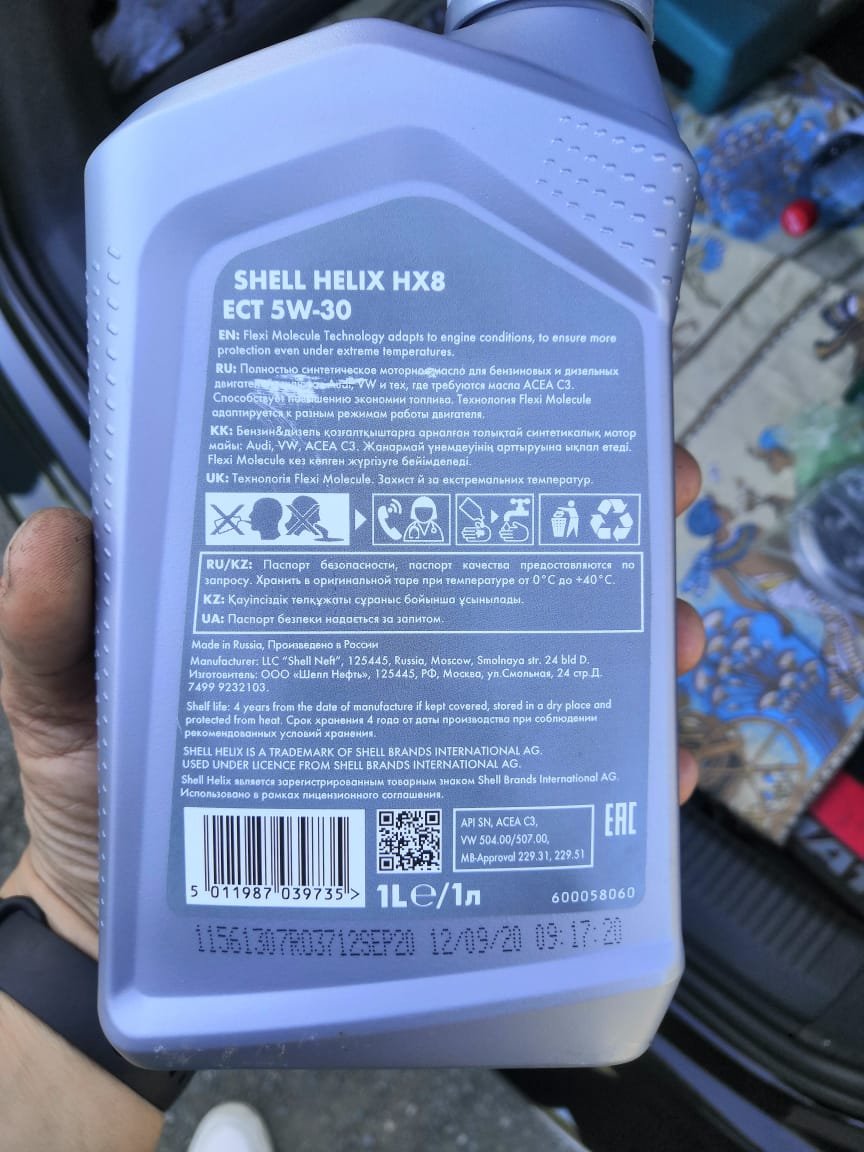 SHELL HELIX HX8
ECT 5W-30
EN: Flexi Molecule Technology adapts to engine conditions, to ensure more
protection even under extreme temperatures.
RU: Полностью синтетическое моторное масло для бензиновых и дизельных
Audi, VW и тех, где требуются масла ACEA C3.
Способствует повышению экономии топлива. Технология Flexi Molecule
адаптируется к разным режимам работы двигателя.
KK: Бензин&дизель қозғалтқыштарға арналған толықтай синтетикалық мотор
майы: Audi, VW, ACEA C3. Жанармай үнемдеуінің арттыруына ықпал етеді.
Flexi Molecule кез келген жүргізуге бейімделеді.
UK: Технологія Flexi Molecule. Захист й за екстремальних температур.
RU/KZ: Паспорт безопасности, паспорт качества предоставляются по
запросу. Хранить в оригинальной таре при температуре от 0°C до +40°C.
KZ: Қауіпсіздік төлқұжаты сұраныс бойынша ұсынылады.
UA: Паспорт безпеки надається за запитом.
Made in Russia, Произведено в России
Manufacturer: LLC "Shell Neft", 125445, Russia, Moscow, Smolnaya str. 24 bld D.
Изготовитель: ООО «Шелл Нефть», 125445, РФ, Москва, ул.Смольная, 24 стр.Д.
7499 9232103.
Shelf life: 4 years from the date of manufacture if kept covered, stored in a dry place and
protected from heat. Срок хранения 4 года от даты производства при соблюдении
рекомендованных условий хранения.
SHELL HELIX IS A TRADEMARK OF SHELL BRANDS INTERNATIONAL AG.
USED UNDER LICENCE FROM SHELL BRANDS INTERNATIONAL AG.
Shell Helix является зарегистрированным товарным знаком Shell Brands International AG.
Использовано в рамках лицензионного соглашения.
API SN, ACEA C3,
VW 504.00/507.00,
MB-Approval 229.31, 229.51
EAC
5 011987 039735 >
1L℮/1л
600058060
11561307R03712SEP20 12/09/20 09:17:20